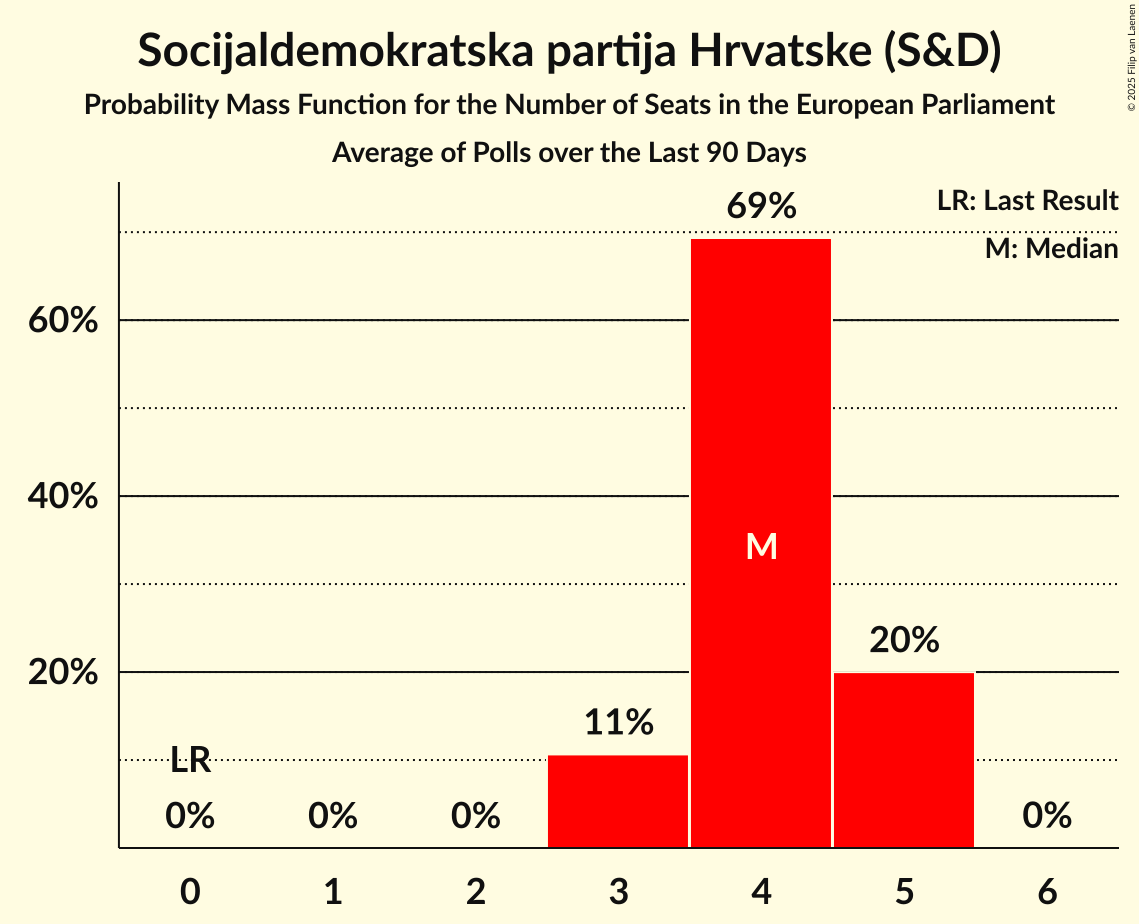 Socijaldemokratska partija Hrvatske (S&D)
Probability Mass Function for the Number of Seats in the European Parliament
Average of Polls over the Last 90 Days
© 2025 Filip van Laenen
LR: Last Result
M: Median
69%
60%
40%
M
20%
20%
11%
LR
0%
0%
0%
0%
0
1
2
3
4
5
6